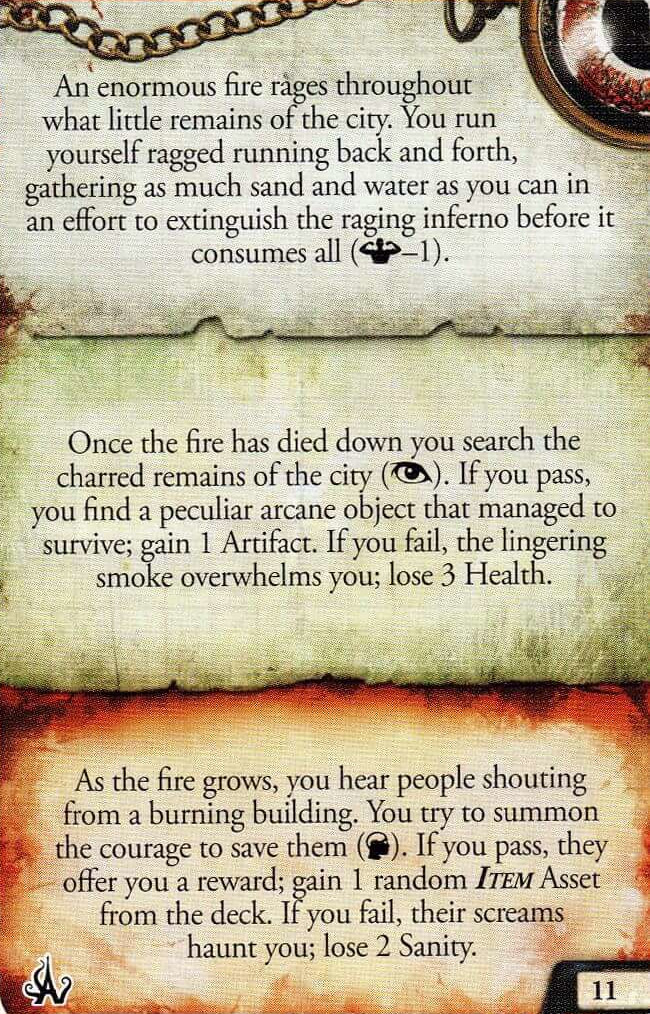 An enormous fire rages throughout
what little remains of the city. You run
yourself ragged running back and forth,
gathering as much sand and water as you can in
an effort to extinguish the raging inferno before it
consumes all (–1).
Once the fire has died down you search the
charred remains of the city (). If you pass,
you find a peculiar arcane object that managed to
survive; gain 1 Artifact. If you fail, the lingering
smoke overwhelms you; lose 3 Health.
As the fire grows, you hear people shouting
from a burning building. You try to summon
the courage to save them (). If you pass, they
offer you a reward; gain 1 random ITEM Asset
from the deck. If you fail, their screams
haunt you; lose 2 Sanity.
11